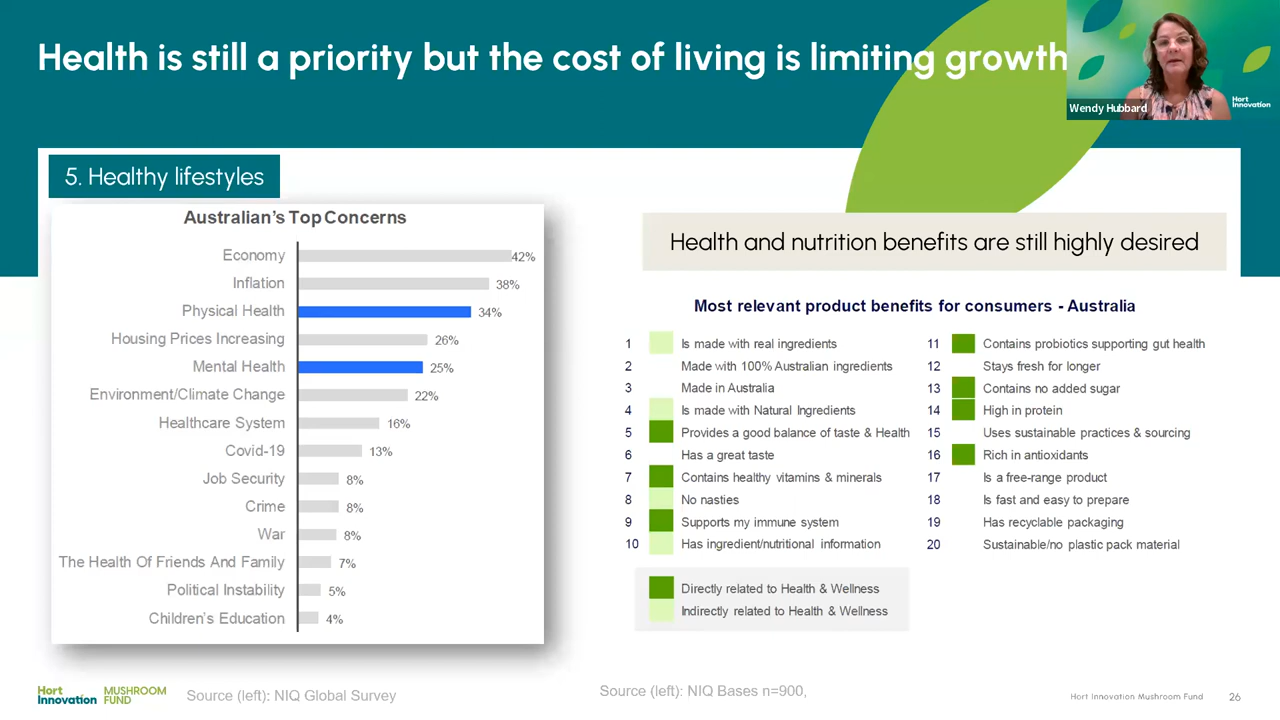 Health is still a priority but the cost of living is limiting growth
Wendy Hubbard
Hort
Innovation
5. Healthy lifestyles
Australian's Top Concerns
Economy 42%
Inflation 38%
Physical Health 34%
Housing Prices Increasing 26%
Mental Health 25%
Environment/Climate Change 22%
Healthcare System 16%
Covid-19 13%
Job Security 8%
Crime 8%
War 8%
The Health Of Friends And Family 7%
Political Instability 5%
Children's Education 4%
Health and nutrition benefits are still highly desired
Most relevant product benefits for consumers - Australia
1 Is made with real ingredients
2 Made with 100% Australian ingredients
3 Made in Australia
4 Is made with Natural Ingredients
5 Provides a good balance of taste & Health
6 Has a great taste
7 Contains healthy vitamins & minerals
8 No nasties
9 Supports my immune system
10 Has ingredient/nutritional information
11 Contains probiotics supporting gut health
12 Stays fresh for longer
13 Contains no added sugar
14 High in protein
15 Uses sustainable practices & sourcing
16 Rich in antioxidants
17 Is a free-range product
18 Is fast and easy to prepare
19 Has recyclable packaging
20 Sustainable/no plastic pack material
Directly related to Health & Wellness
Indirectly related to Health & Wellness
Hort
Innovation
MUSHROOM
FUND
Source (left): NIQ Global Survey
Source (left): NIQ Bases n=900,
Hort Innovation Mushroom Fund
26